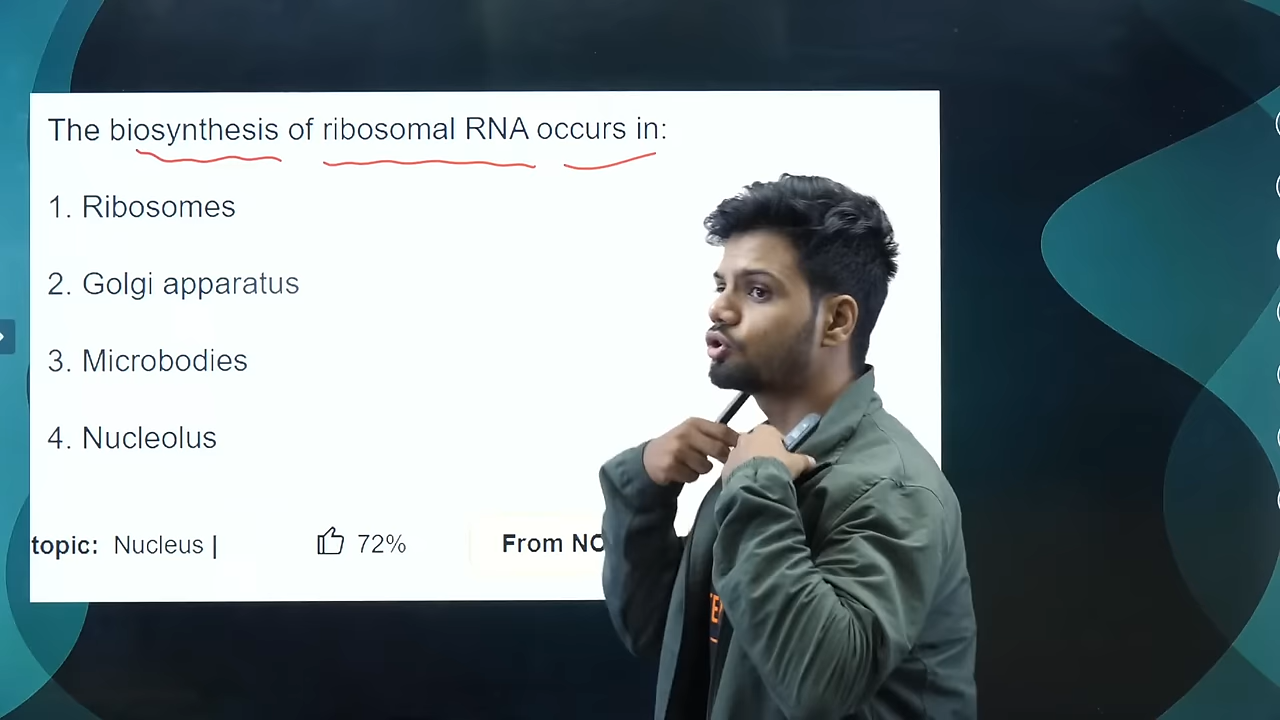 The biosynthesis of ribosomal RNA occurs in:
1. Ribosomes
2. Golgi apparatus
3. Microbodies
4. Nucleolus
topic: Nucleus | 72% From